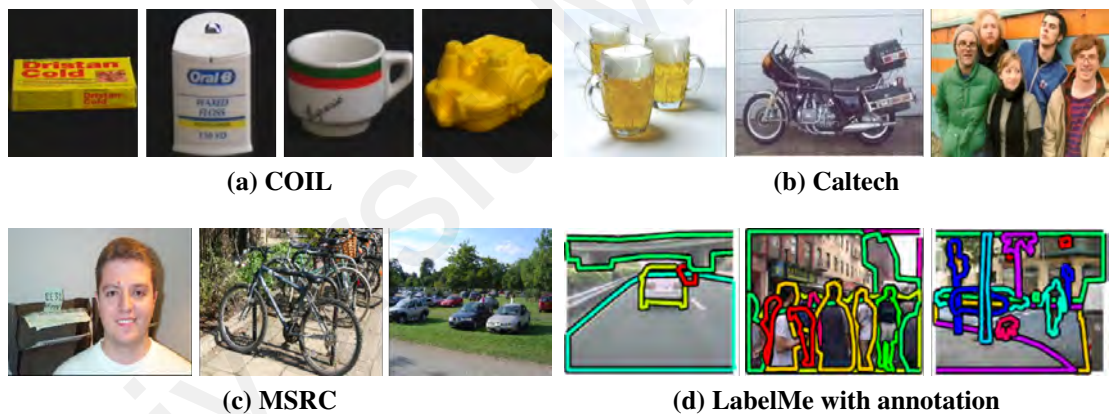 Dristan
Cold
Dristan
Cold
Oral-B
WAXED
FLOSS
(a) COIL
(b) Caltech
(c) MSRC
(d) LabelMe with annotation